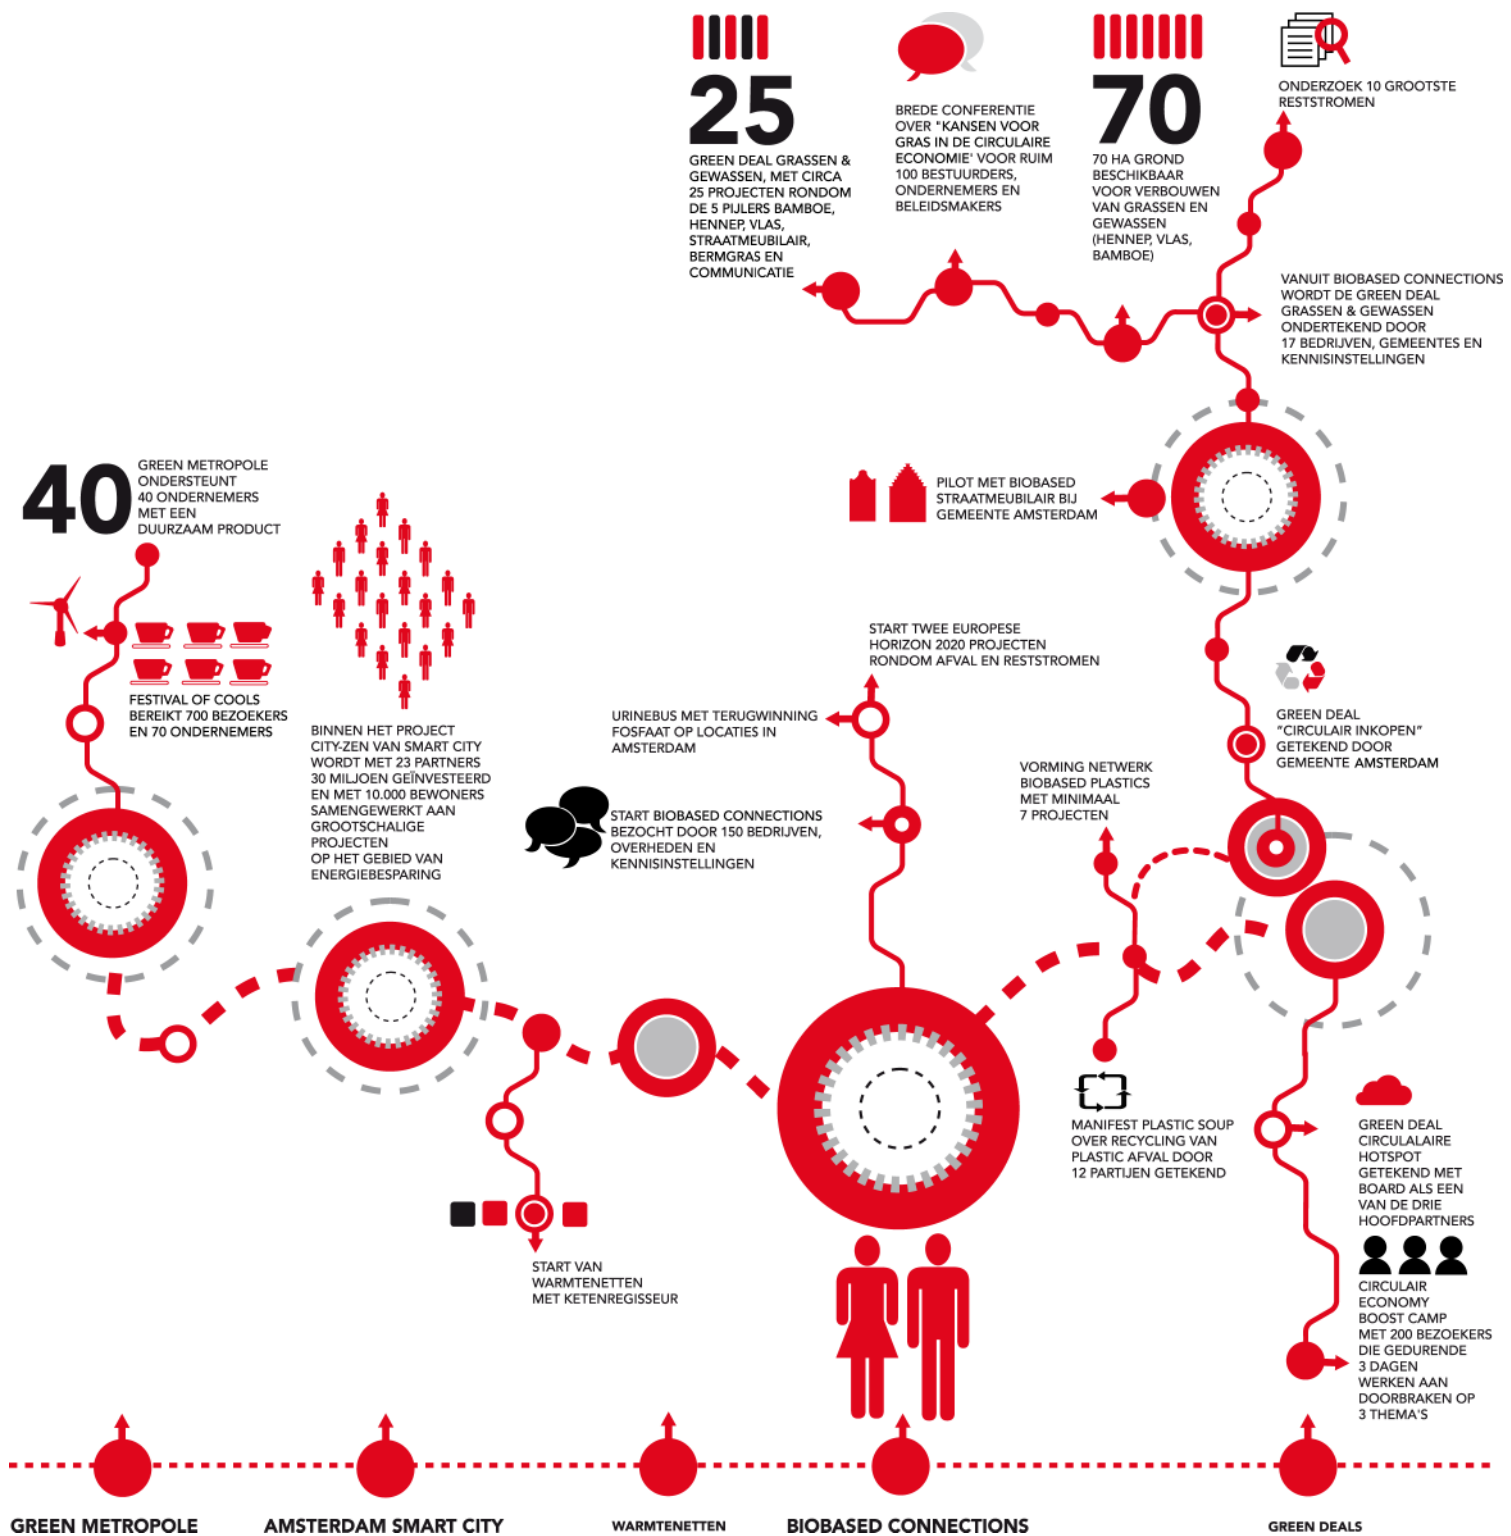 25
GREEN DEAL GRASSEN &
GEWASSEN, MET CIRCA
25 PROJECTEN RONDOM
DE 5 PIJLERS BAMBOE,
HENNEP, VLAS,
STRAATMEUBILAIR,
BERMGRAS EN
COMMUNICATIE
BREDE CONFERENTIE
OVER "KANSEN VOOR
GRAS IN DE CIRCULAIRE
ECONOMIE' VOOR RUIM
100 BESTUURDERS,
ONDERNEMERS EN
BELEIDSMAKERS
70
70 HA GROND
BESCHIKBAAR
VOOR VERBOUWEN
VAN GRASSEN EN
GEWASSEN
(HENNEP, VLAS,
BAMBOE)
ONDERZOEK 10 GROOTSTE
RESTSTROMEN
VANUIT BIOBASED CONNECTIONS
WORDT DE GREEN DEAL
GRASSEN & GEWASSEN
ONDERTEKEND DOOR
17 BEDRIJVEN, GEMEENTES EN
KENNISINSTELLINGEN
40
GREEN METROPOLE
ONDERSTEUNT
40 ONDERNEMERS
MET EEN
DUURZAAM PRODUCT
PILOT MET BIOBASED
STRAATMEUBILAIR BIJ
GEMEENTE AMSTERDAM
FESTIVAL OF COOLS
BEREIKT 700 BEZOEKERS
EN 70 ONDERNEMERS
BINNEN HET PROJECT
CITY-ZEN VAN SMART CITY
WORDT MET 23 PARTNERS
30 MILJOEN GEÏNVESTEERD
EN MET 10.000 BEWONERS
SAMENGEWERKT AAN
GROOTSCHALIGE
PROJECTEN
OP HET GEBIED VAN
ENERGIEBESPARING
START TWEE EUROPESE
HORIZON 2020 PROJECTEN
RONDOM AFVAL EN RESTSTROMEN
URINEBUS MET TERUGWINNING
FOSFAAT OP LOCATIES IN
AMSTERDAM
START BIOBASED CONNECTIONS
BEZOCHT DOOR 150 BEDRIJVEN,
OVERHEDEN EN
KENNISINSTELLINGEN
VORMING NETWERK
BIOBASED PLASTICS
MET MINIMAAL
7 PROJECTEN
GREEN DEAL
"CIRCULAIR INKOPEN"
GETEKEND DOOR
GEMEENTE AMSTERDAM
MANIFEST PLASTIC SOUP
OVER RECYCLING VAN
PLASTIC AFVAL DOOR
12 PARTIJEN GETEKEND
GREEN DEAL
CIRCULALAIRE
HOTSPOT
GETEKEND MET
BOARD ALS EEN
VAN DE DRIE
HOOFDPARTNERS
CIRCULAIR
ECONOMY
BOOST CAMP
MET 200 BEZOEKERS
DIE GEDURENDE
3 DAGEN
WERKEN AAN
DOORBRAKEN OP
3 THEMA'S
START VAN
WARMTENETTEN
MET KETENREGISSEUR
GREEN METROPOLE
AMSTERDAM SMART CITY
WARMTENETTEN
BIOBASED CONNECTIONS
GREEN DEALS